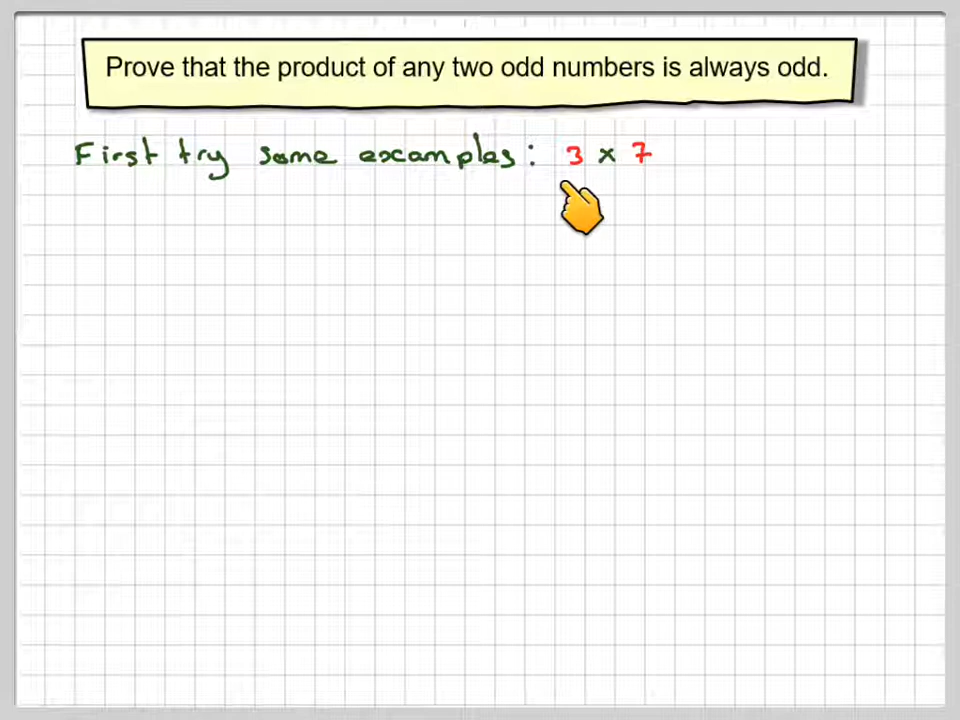 Prove that the product of any two odd numbers is always odd.
First try some examples: 3 × 7